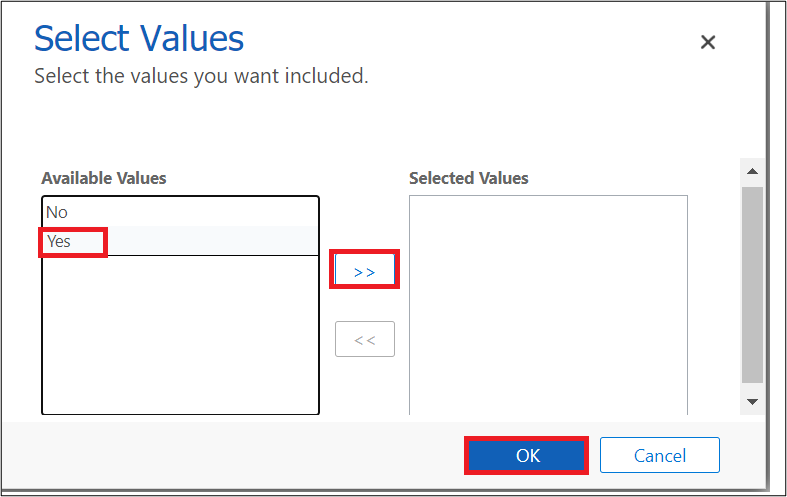 Select Values
Select the values you want included.
Available Values
Selected Values
No
Yes
>>
<<
OK
Cancel